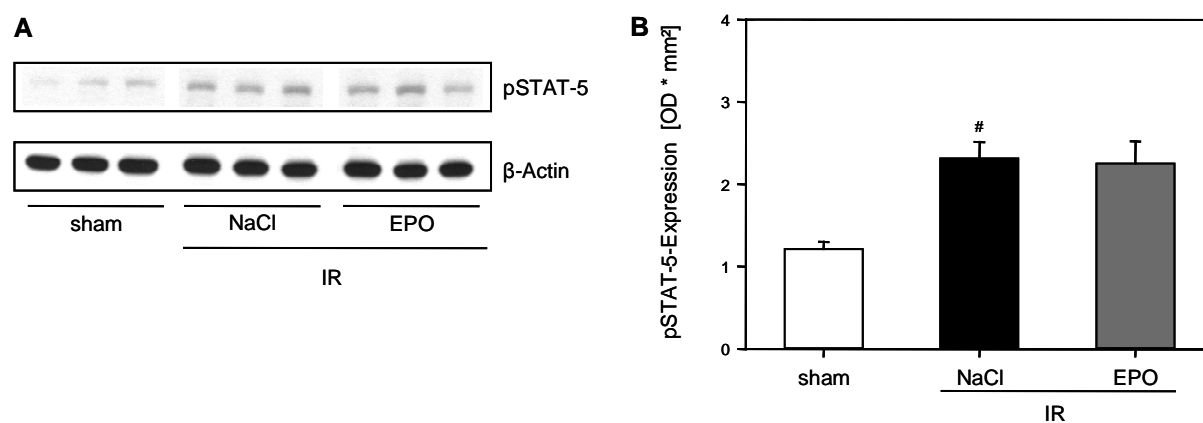 A
pSTAT-5
β-Actin
sham NaCl EPO
IR
B
pSTAT-5-Expression [OD * mm²]
4
3
2
1
0
#
sham NaCl EPO
IR